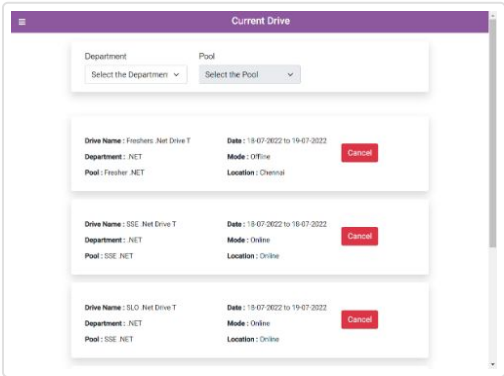 Current Drive
Department Pool
Select the Departmen Select the Pool
Drive Name : Freshers .Net Drive T Date : 18-07-2022 to 19-07-2022
Department : .NET Mode : Offline Cancel
Pool : Fresher .NET Location : Chennai
Drive Name : SSE .Net Drive T Date : 18-07-2022 to 18-07-2022
Department : .NET Mode : Online Cancel
Pool : SSE .NET Location : Online
Drive Name : SLO .Net Drive T Date : 18-07-2022 to 19-07-2022
Department : .NET Mode : Online Cancel
Pool : SSE .NET Location : Online